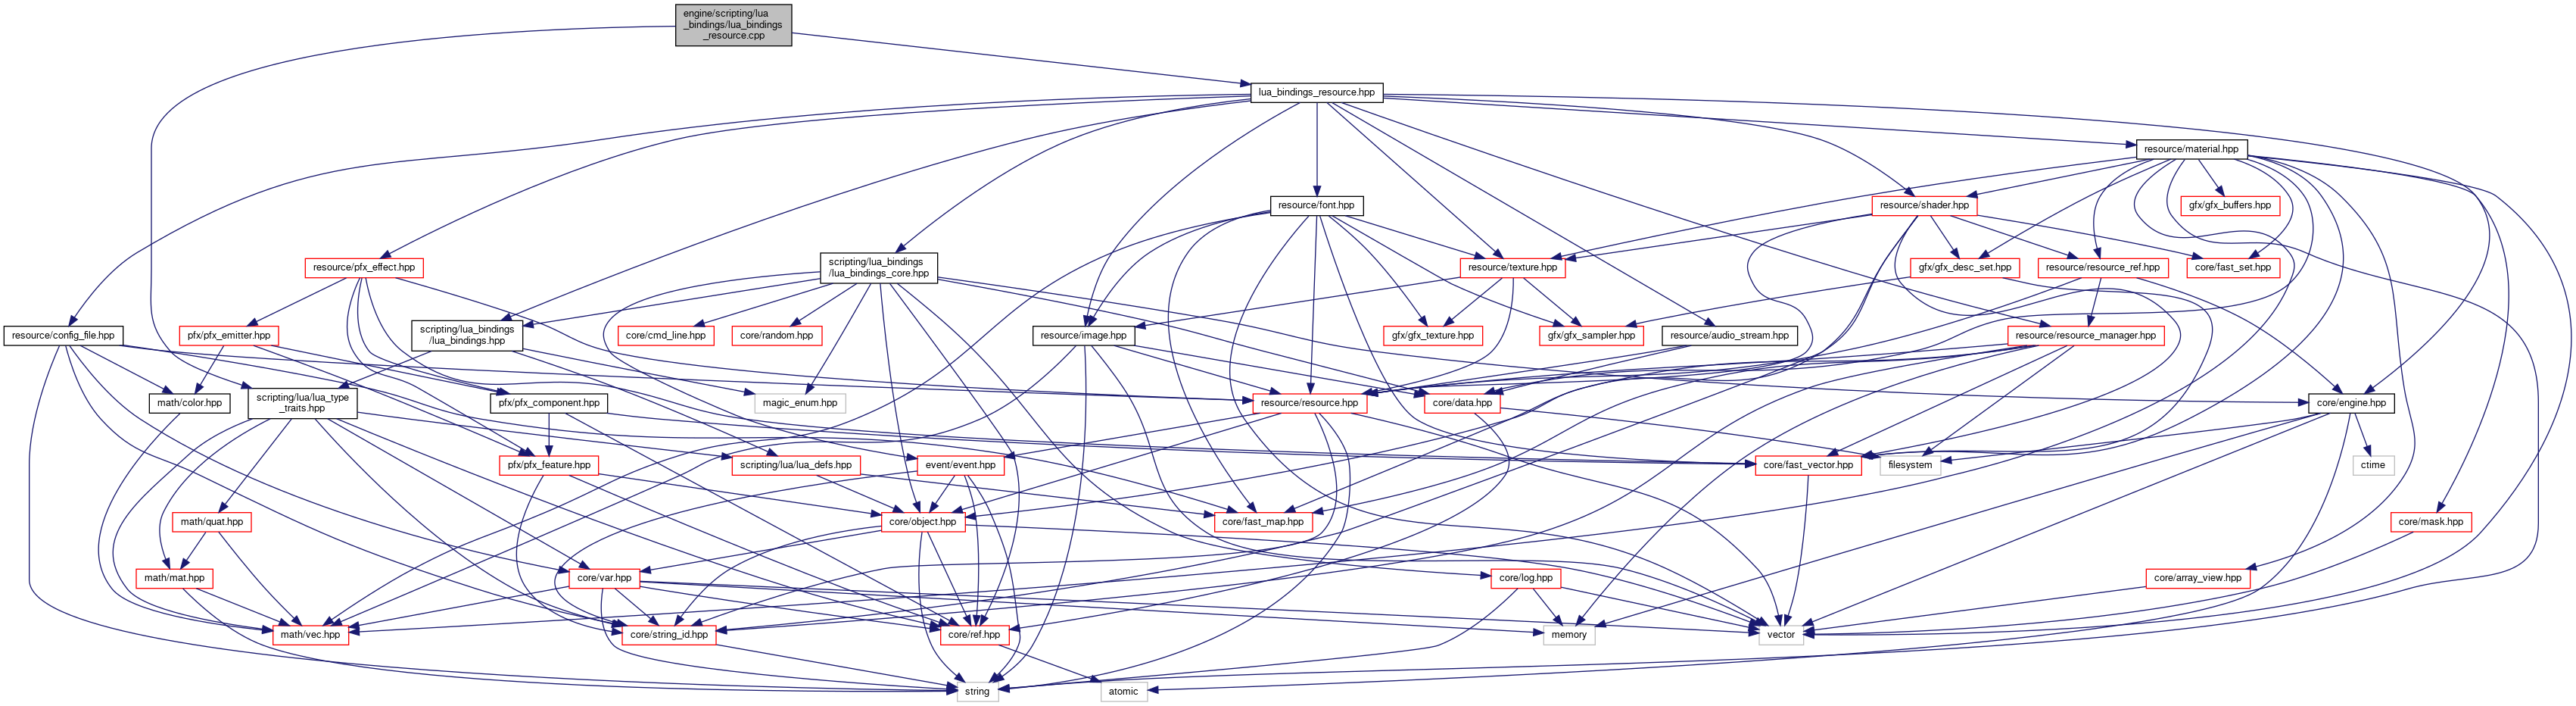 engine/scripting/lua
_bindings/lua_bindings
_resource.cpp
lua_bindings_resource.hpp
resource/material.hpp
resource/font.hpp
resource/shader.hpp
gfx/gfx_buffers.hpp
resource/pfx_effect.hpp
scripting/lua_bindings
/lua_bindings_core.hpp
resource/texture.hpp
gfx/gfx_desc_set.hpp
resource/resource_ref.hpp
core/fast_set.hpp
resource/config_file.hpp
pfx/pfx_emitter.hpp
scripting/lua_bindings
/lua_bindings.hpp
core/cmd_line.hpp
core/random.hpp
resource/image.hpp
gfx/gfx_texture.hpp
gfx/gfx_sampler.hpp
resource/audio_stream.hpp
resource/resource_manager.hpp
math/color.hpp
scripting/lua/lua_type
_traits.hpp
pfx/pfx_component.hpp
magic_enum.hpp
resource/resource.hpp
core/data.hpp
core/engine.hpp
pfx/pfx_feature.hpp
scripting/lua/lua_defs.hpp
event/event.hpp
core/fast_vector.hpp
filesystem
ctime
math/quat.hpp
core/object.hpp
core/fast_map.hpp
core/mask.hpp
math/mat.hpp
core/var.hpp
core/log.hpp
core/array_view.hpp
math/vec.hpp
core/string_id.hpp
core/ref.hpp
memory
vector
string
atomic